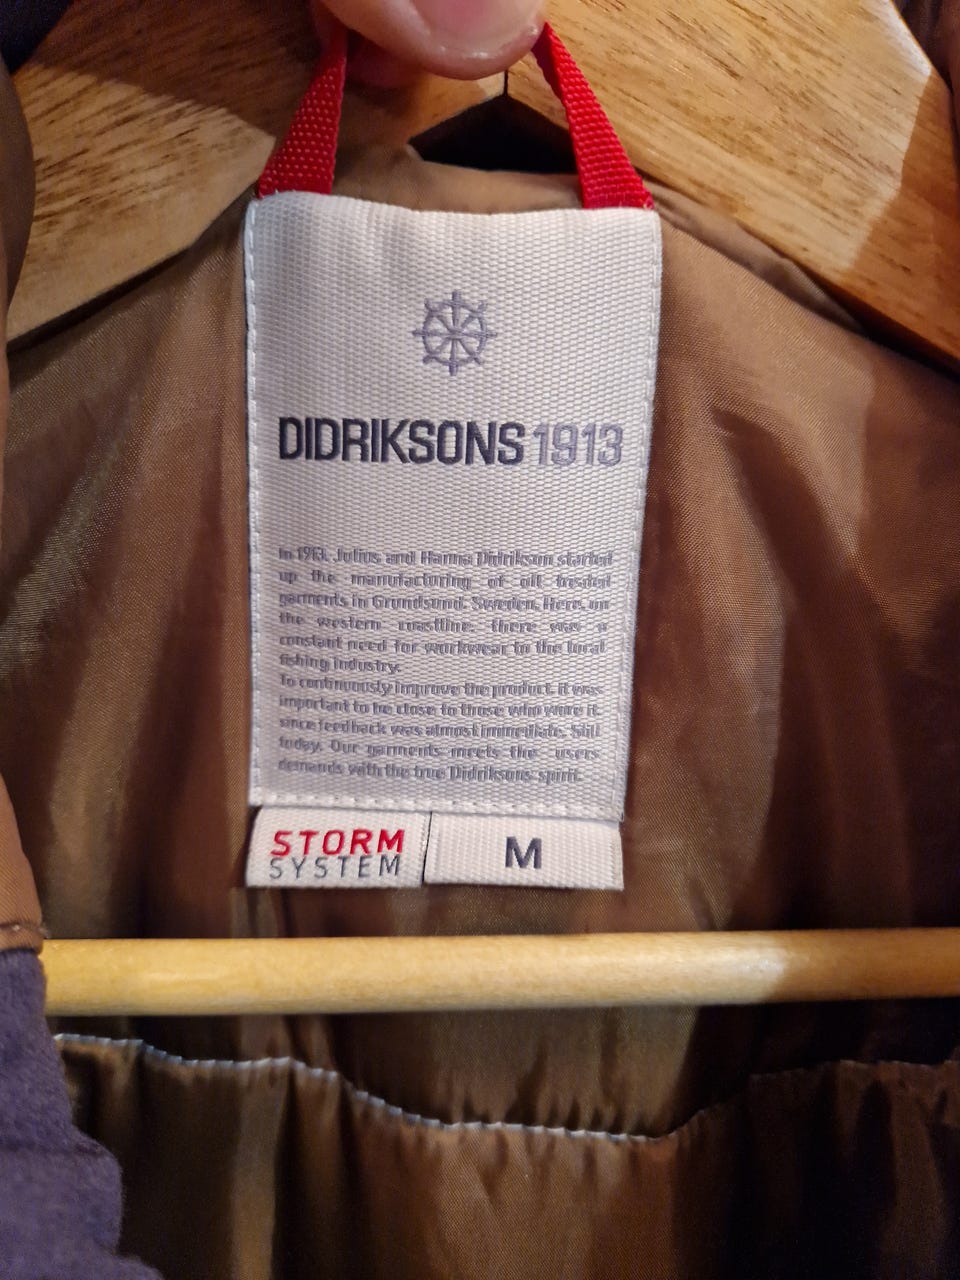 DIDRIKSONS 1913
In 1913, Julius and Hanna Didrikson started
up the manufacturing of oil treated
garments in Grundsund, Sweden. Here, on
the western coastline, there was a
constant need for workwear to the local
fishing industry.
To continuously improve the product, it was
important to be close to those who wore it,
since feedback was almost immediate. Still
today. Our garments meets the users
demands with the true Didriksons' spirit.
STORM M
SYSTEM